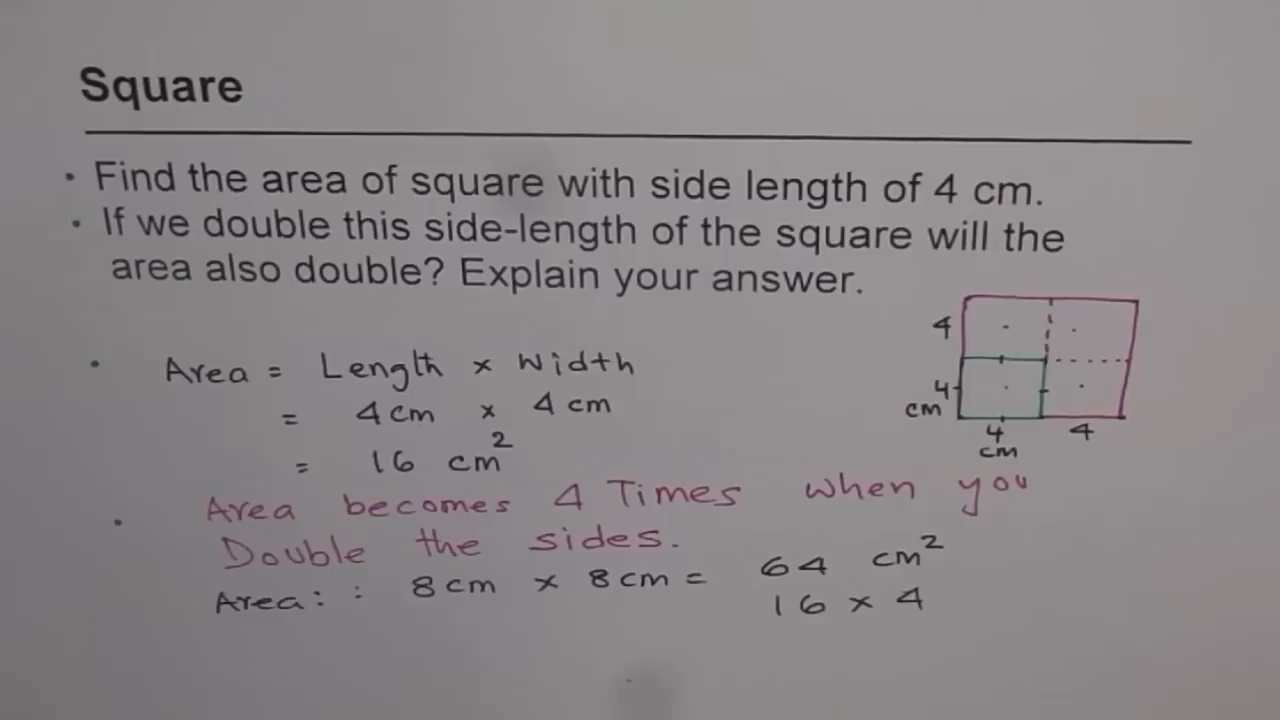 Square
• Find the area of square with side length of 4 cm.
• If we double this side-length of the square will the
area also double? Explain your answer.
• Area = Length × Width
= 4 cm × 4 cm
= 16 cm²
4
4
cm
4
cm
4
• Area becomes 4 Times when you
Double the sides.
Area: : 8 cm × 8 cm = 64 cm²
16 × 4